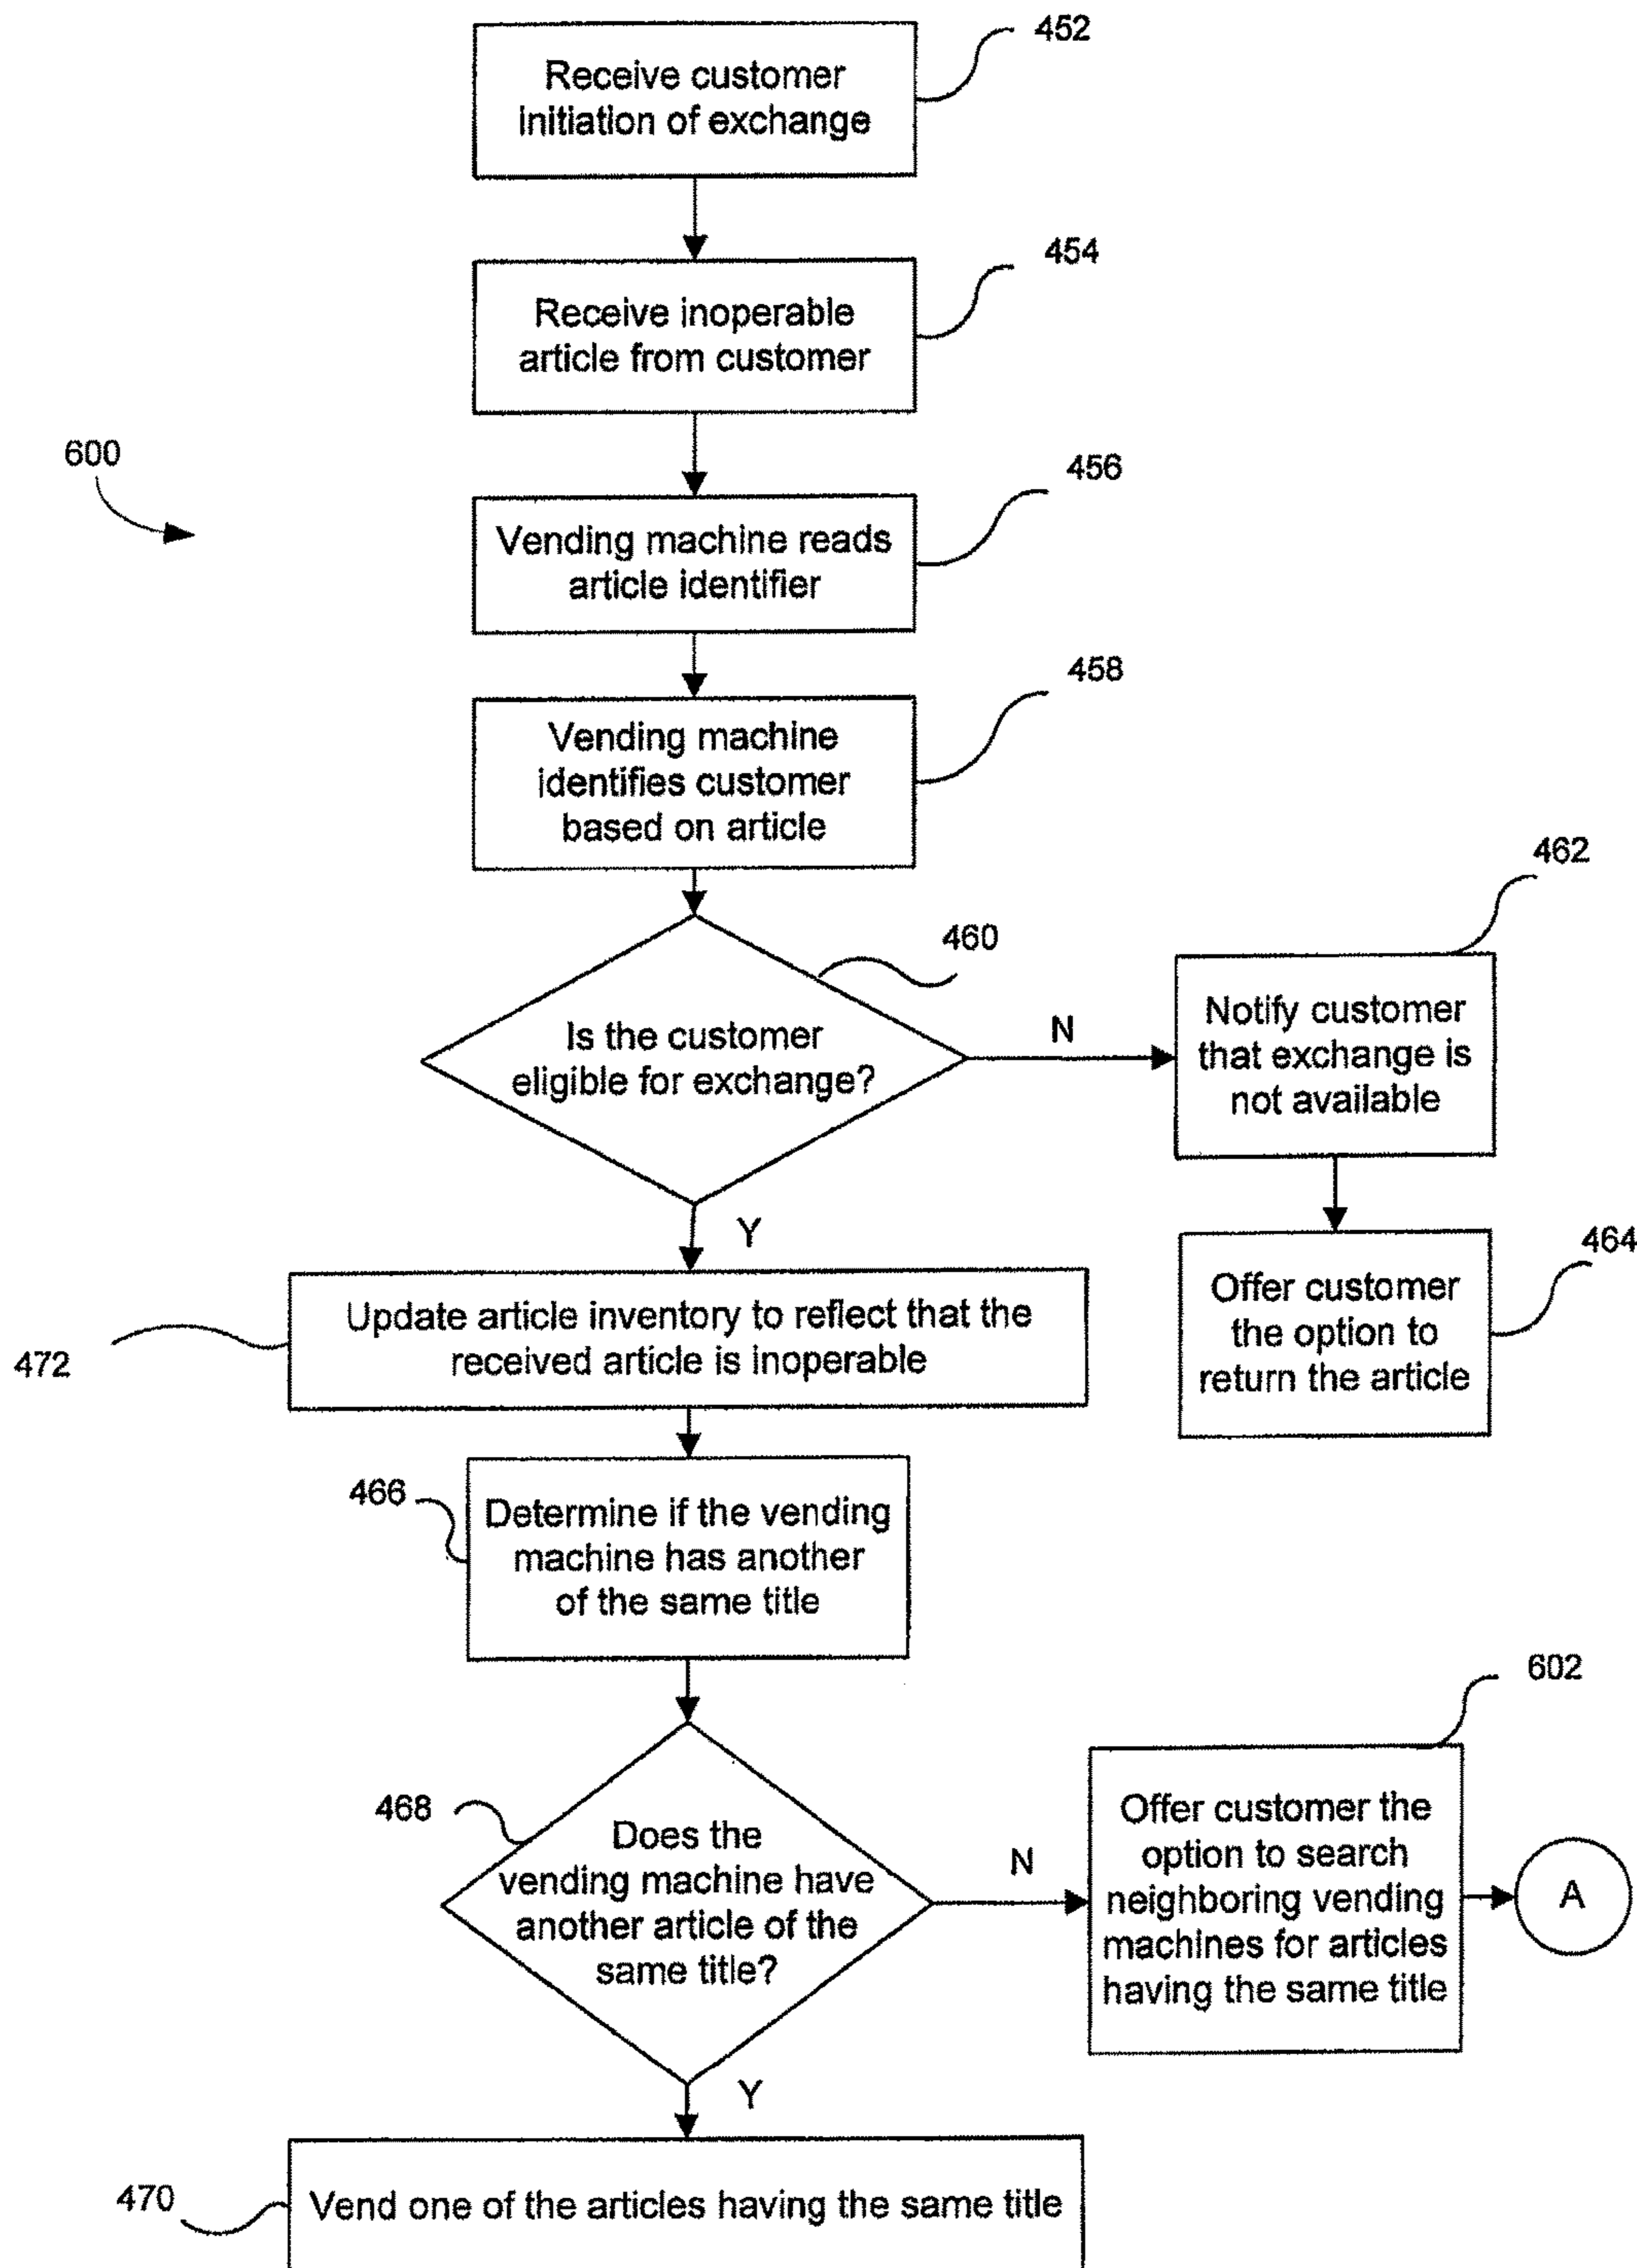 452
Receive customer
initiation of exchange
454
Receive inoperable
article from customer
600
456
Vending machine reads
article identifier
458
Vending machine
identifies customer
based on article
460
Is the customer
eligible for exchange?
N
462
Notify customer
that exchange is
not available
464
Offer customer
the option to
return the article
Y
472
Update article inventory to reflect that the
received article is inoperable
466
Determine if the vending
machine has another
of the same title
468
Does the
vending machine have
another article of the
same title?
N
602
Offer customer the
option to search
neighboring vending
machines for articles
having the same title
A
Y
470
Vend one of the articles having the same title